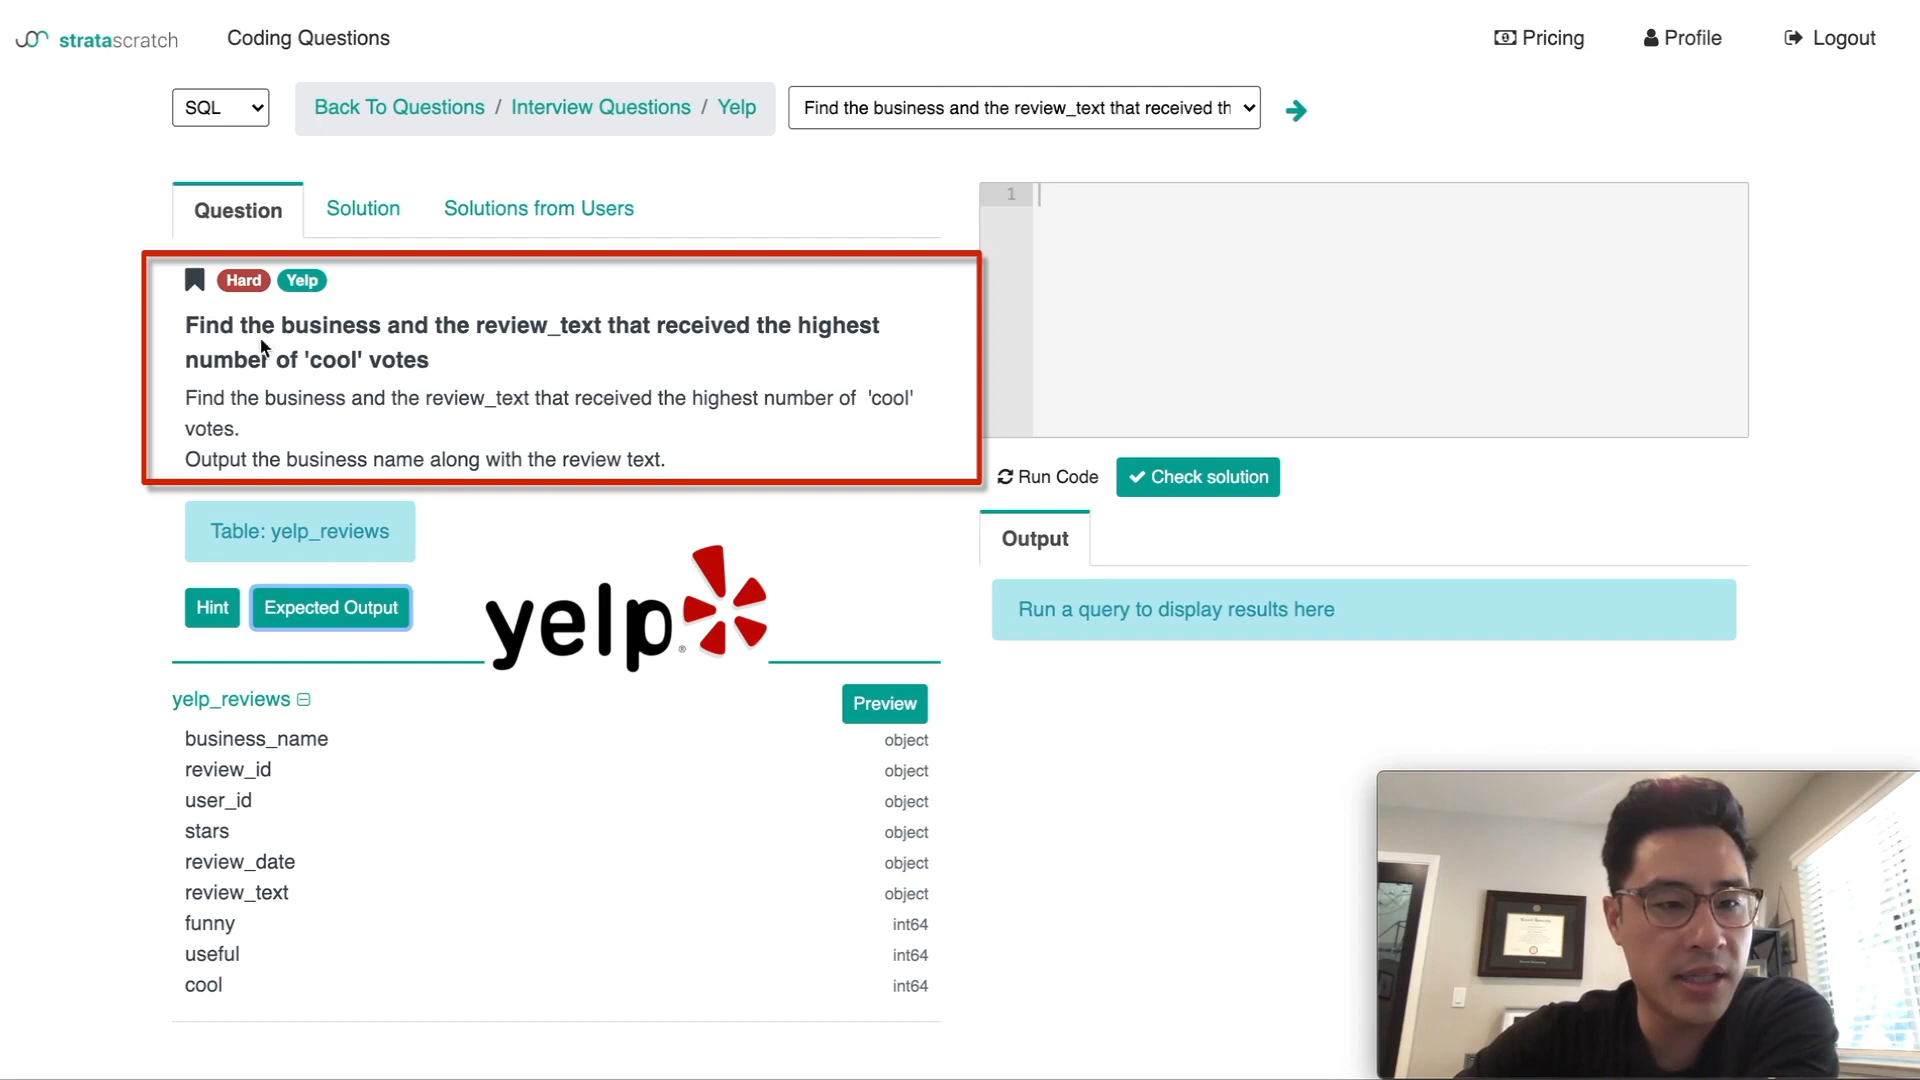 stratascratch
Coding Questions
Pricing
Profile
Logout
SQL
Back To Questions / Interview Questions / Yelp
Find the business and the review_text that received th
Question
Solution
Solutions from Users
Hard
Yelp
Find the business and the review_text that received the highest
number of 'cool' votes
Find the business and the review_text that received the highest number of 'cool'
votes.
Output the business name along with the review text.
Table: yelp_reviews
Hint
Expected Output
yelp®
yelp_reviews
Preview
business_name object
review_id object
user_id object
stars object
review_date object
review_text object
funny int64
useful int64
cool int64
1
Run Code
Check solution
Output
Run a query to display results here